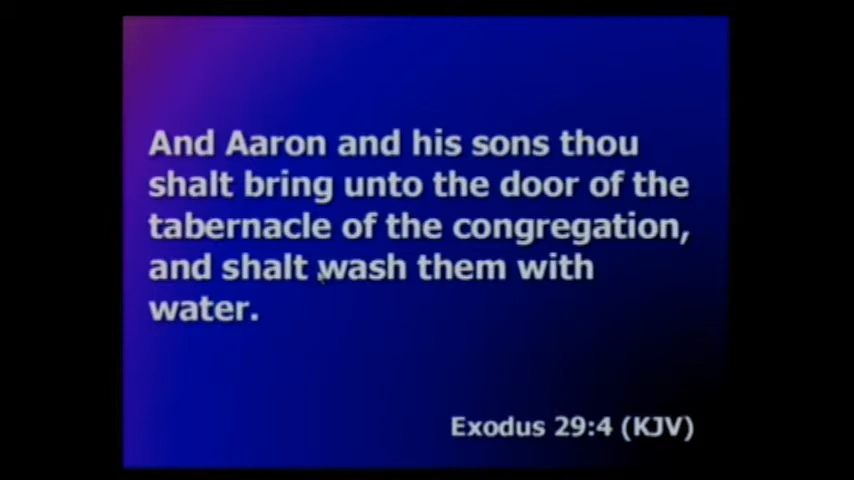 And Aaron and his sons thou
shalt bring unto the door of the
tabernacle of the congregation,
and shalt wash them with
water.
Exodus 29:4 (KJV)